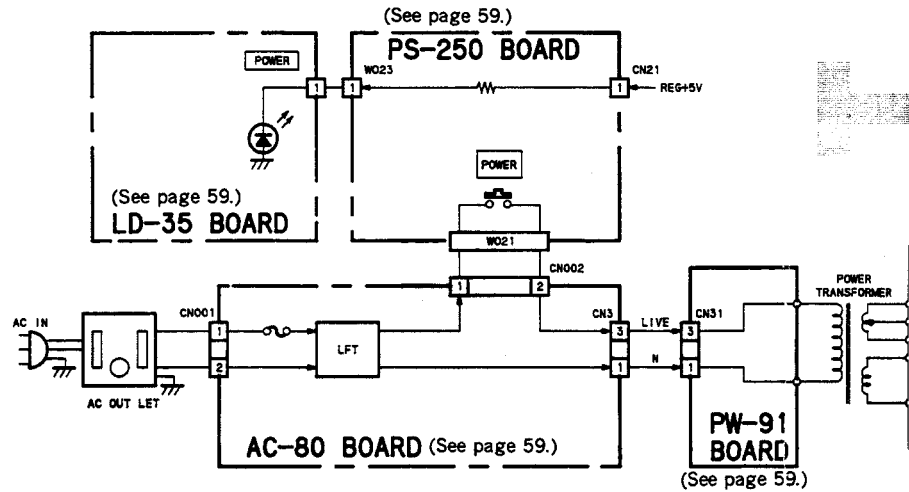 (See page 59.)
PS-250 BOARD
POWER
W023
CN21
1
1
1
REG+5V
POWER
(See page 59.)
LD-35 BOARD
W021
CN002
1
2
AC IN
CN001
CN3
LIVE
CN31
POWER
TRANSFORMER
1
3
3
LFT
2
1
N
1
AC OUT LET
PW-91
BOARD
AC-80 BOARD (See page 59.)
(See page 59.)